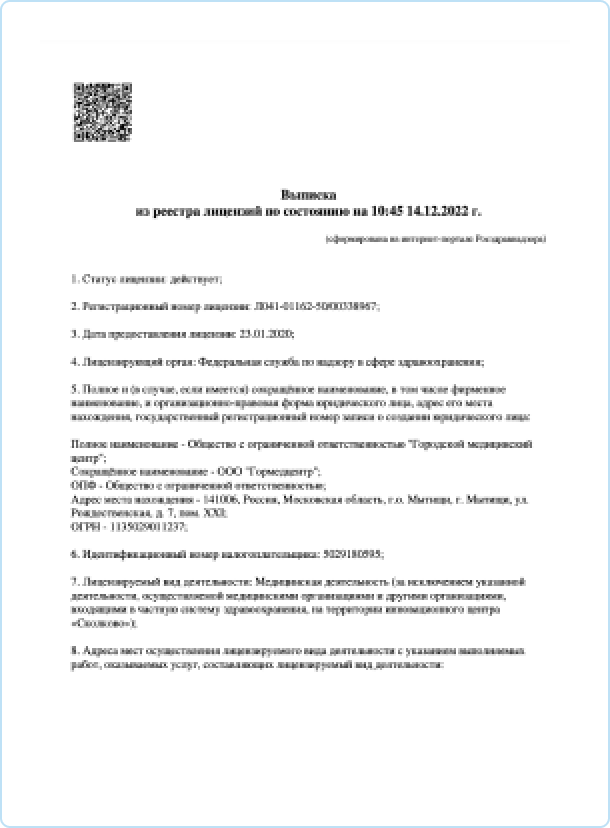 Выписка
из реестра лицензий по состоянию на 10:45 14.12.2022 г.
(сформирована на интернет-портале Росздравнадзора)
1. Статус лицензии: действует;
2. Регистрационный номер лицензии: Л041-01162-50/00338967;
3. Дата предоставления лицензии: 23.01.2020;
4. Лицензирующий орган: Федеральная служба по надзору в сфере здравоохранения;
5. Полное и (в случае, если имеется) сокращённое наименование, в том числе фирменное
наименование, и организационно-правовая форма юридического лица, адрес его места
нахождения, государственный регистрационный номер записи о создании юридического лица:
Полное наименование - Общество с ограниченной ответственностью "Городской медицинский
центр";
Сокращённое наименование - ООО "Гормедцентр";
ОПФ - Общество с ограниченной ответственностью;
Адрес места нахождения - 141006, Россия, Московская область, г.о. Мытищи, г. Мытищи, ул.
Рождественская, д. 7, пом. XXI;
ОГРН - 1135029011237;
6. Идентификационный номер налогоплательщика: 5029180595;
7. Лицензируемый вид деятельности: Медицинская деятельность (за исключением указанной
деятельности, осуществляемой медицинскими организациями и другими организациями,
входящими в частную систему здравоохранения, на территории инновационного центра
«Сколково»);
8. Адреса мест осуществления лицензируемого вида деятельности с указанием выполняемых
работ, оказываемых услуг, составляющих лицензируемый вид деятельности: